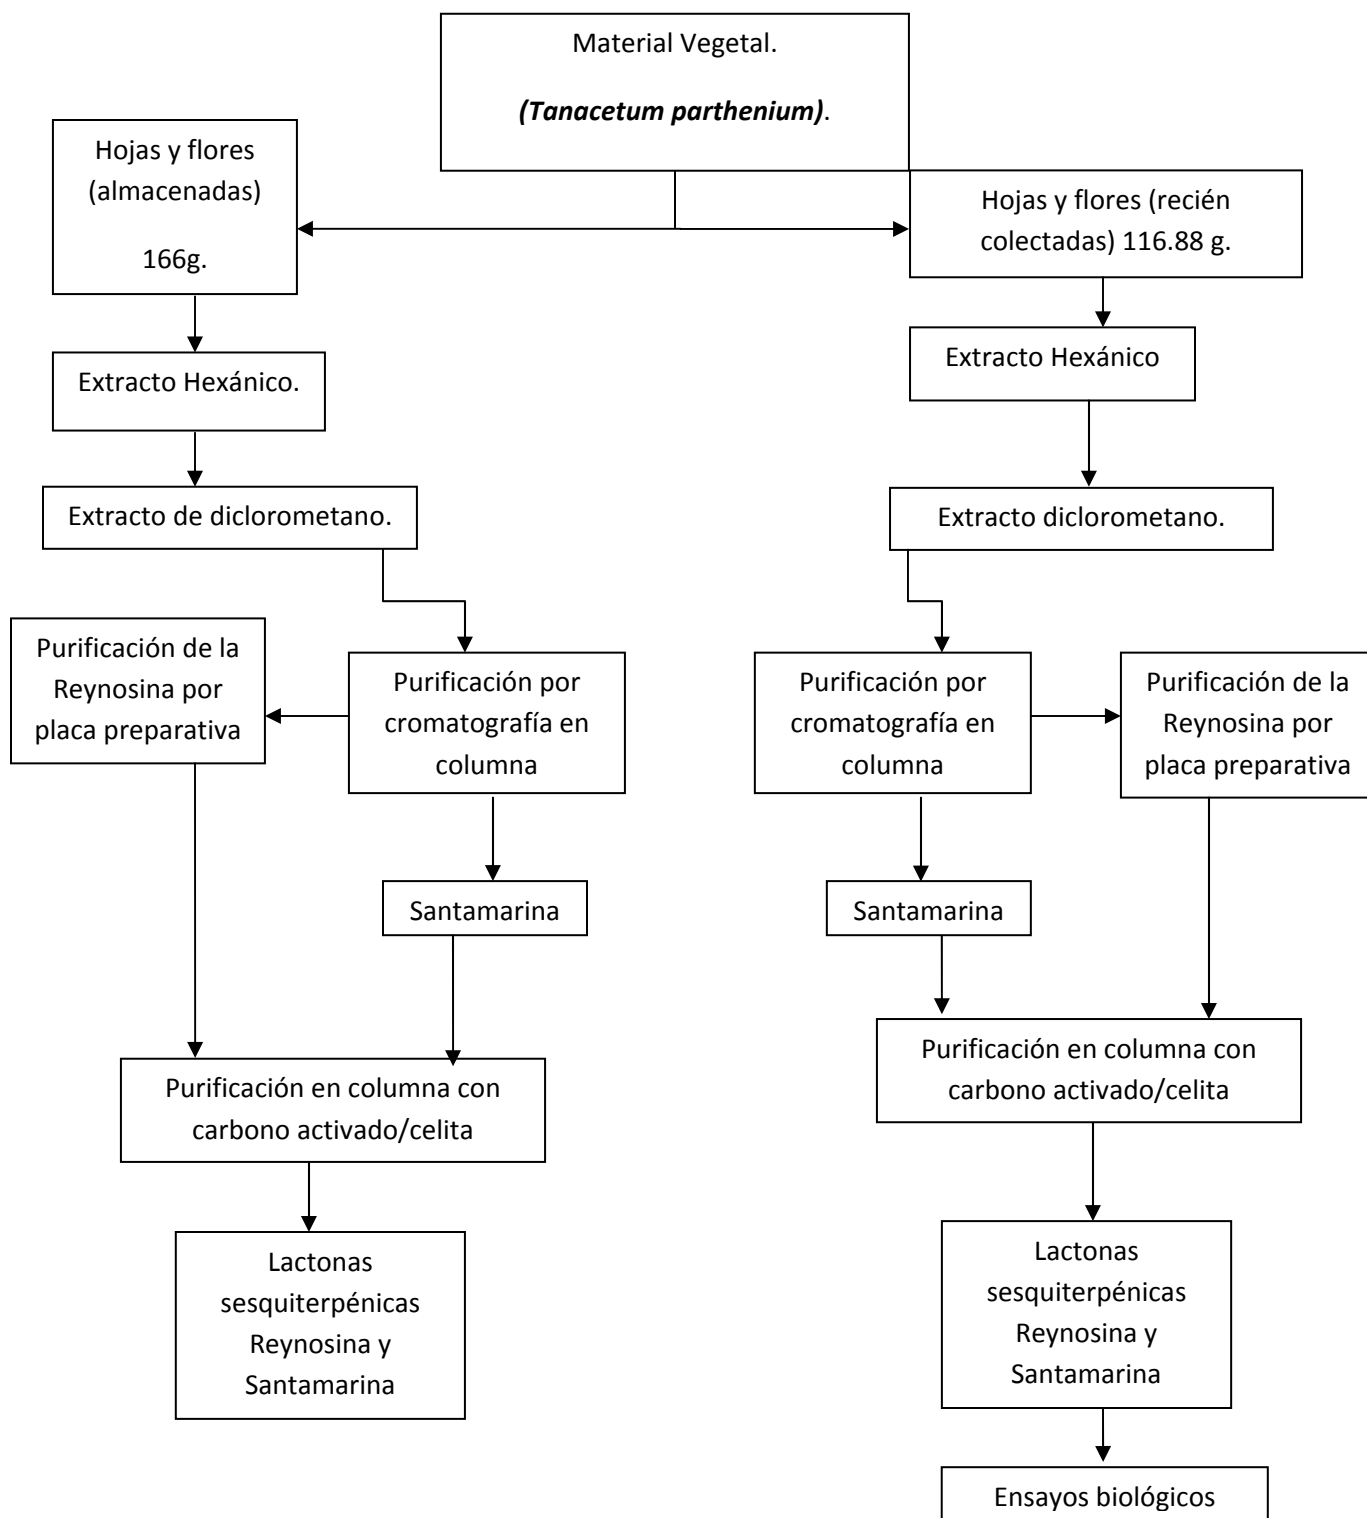 Material Vegetal.
(Tanacetum parthenium).
Hojas y flores
(almacenadas)
166g.
Hojas y flores (recién
colectadas) 116.88 g.
Extracto Hexánico.
Extracto Hexánico
Extracto de diclorometano.
Extracto diclorometano.
Purificación de la
Reynosina por
placa preparativa
Purificación por
cromatografía en
columna
Purificación por
cromatografía en
columna
Purificación de la
Reynosina por
placa preparativa
Santamarina
Santamarina
Purificación en columna con
carbono activado/celita
Purificación en columna con
carbono activado/celita
Lactonas
sesquiterpénicas
Reynosina y
Santamarina
Lactonas
sesquiterpénicas
Reynosina y
Santamarina
Ensayos biológicos